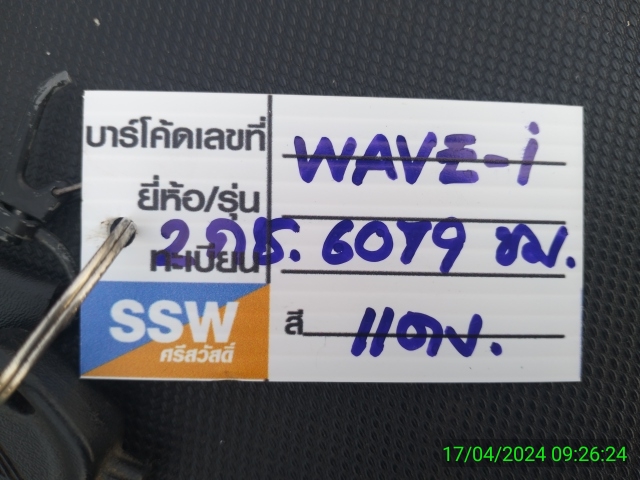 บาร์โค้ดเลขที่
WAVE-i
ยี่ห้อ/รุ่น
ทะเบียน
2 กธ. 6079 ชม.
SSW
ศรีสวัสดิ์
สี แดง.
17/04/2024 09:26:24